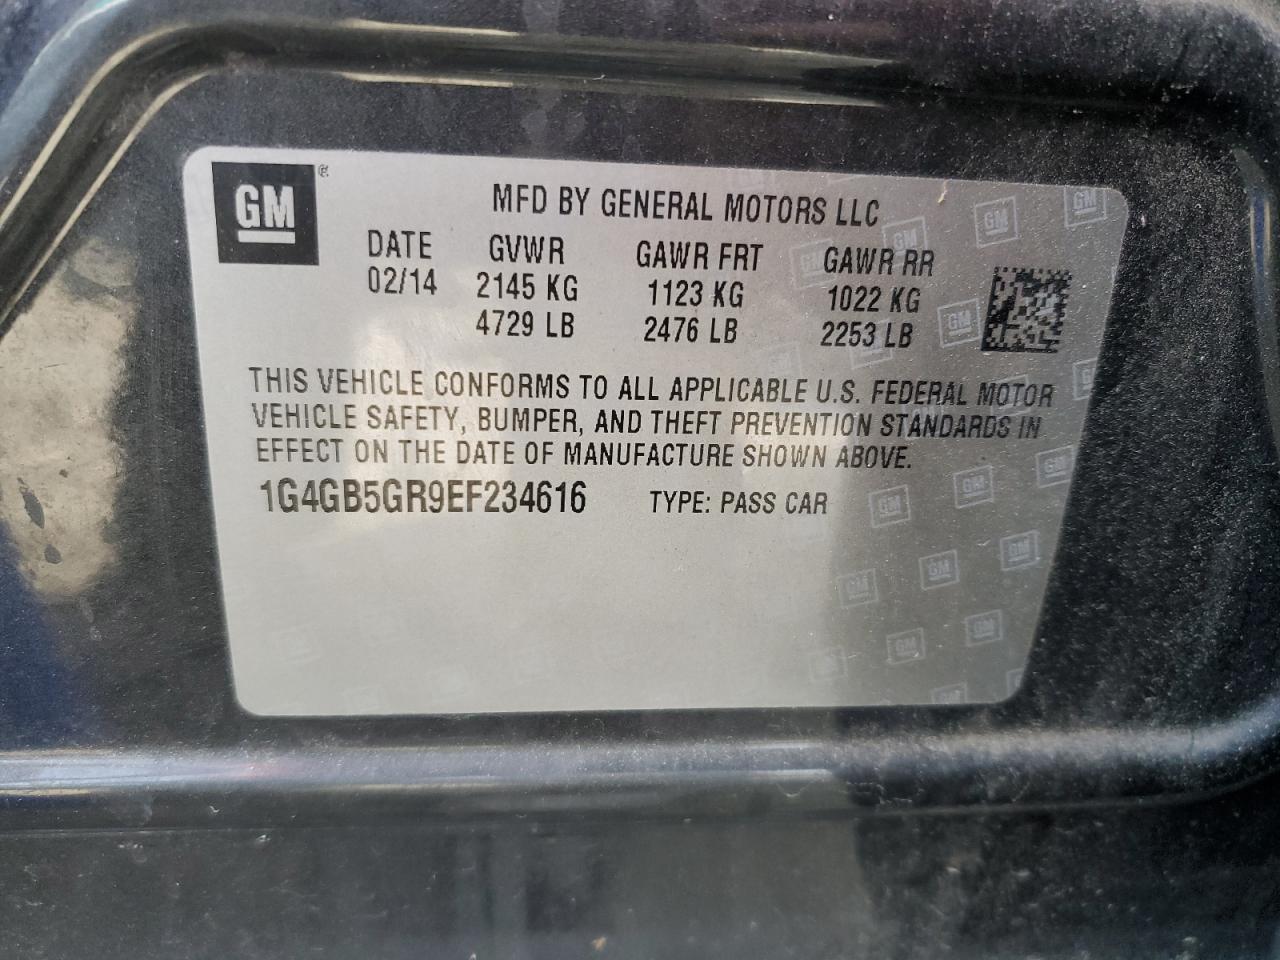 GM ®
MFD BY GENERAL MOTORS LLC
DATE GVWR GAWR FRT GAWR RR
02/14 2145 KG 1123 KG 1022 KG
4729 LB 2476 LB 2253 LB
THIS VEHICLE CONFORMS TO ALL APPLICABLE U.S. FEDERAL MOTOR
VEHICLE SAFETY, BUMPER, AND THEFT PREVENTION STANDARDS IN
EFFECT ON THE DATE OF MANUFACTURE SHOWN ABOVE.
1G4GB5GR9EF234616 TYPE: PASS CAR